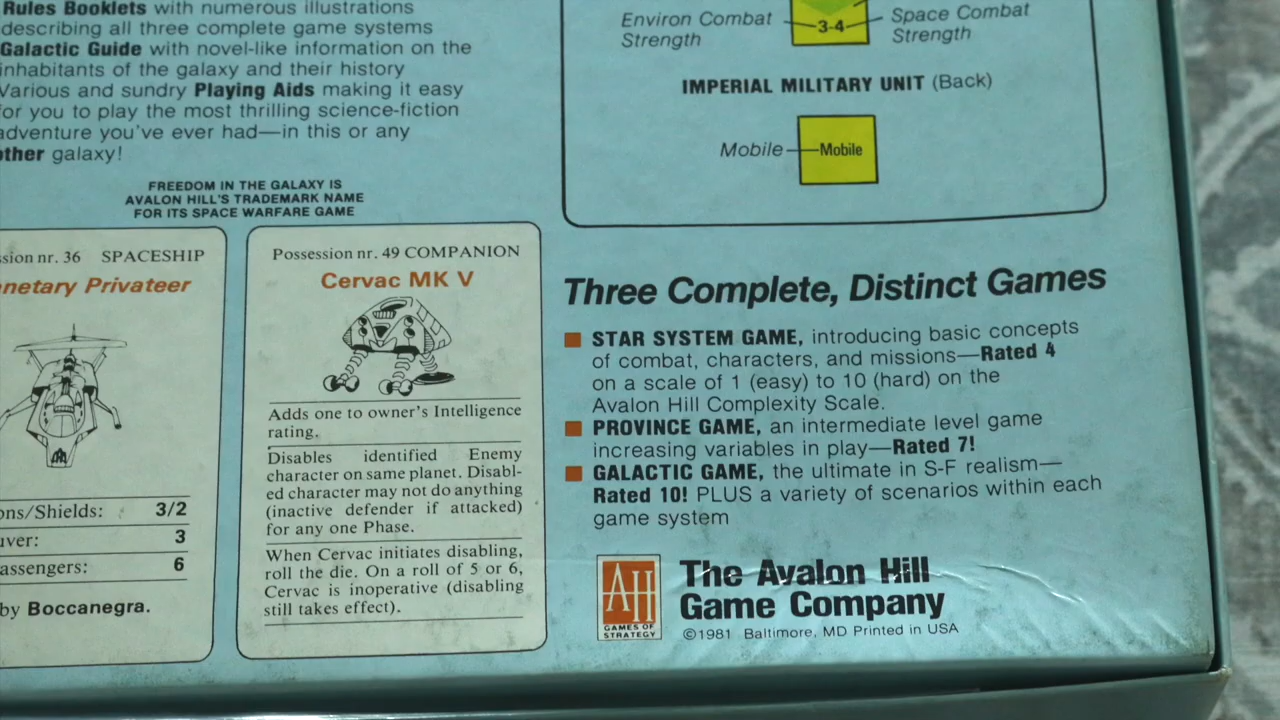 Rules Booklets with numerous illustrations
describing all three complete game systems
Galactic Guide with novel-like information on the
inhabitants of the galaxy and their history
Various and sundry Playing Aids making it easy
for you to play the most thrilling science-fiction
adventure you've ever had—in this or any
other galaxy!
FREEDOM IN THE GALAXY IS
AVALON HILL'S TRADEMARK NAME
FOR ITS SPACE WARFARE GAME
Environ Combat
Strength
3-4
Space Combat
Strength
IMPERIAL MILITARY UNIT (Back)
Mobile
Mobile
nr. 36 SPACESHIP
Privateer
3/2
3
6
by Boccanegra.
Possession nr. 49 COMPANION
Cervac MK V
Adds one to owner's Intelligence
rating.
Disables identified Enemy
character on same planet. Disabl-
ed character may not do anything
(inactive defender if attacked)
for any one Phase.
When Cervac initiates disabling,
roll the die. On a roll of 5 or 6,
Cervac is inoperative (disabling
still takes effect).
Three Complete, Distinct Games
STAR SYSTEM GAME, introducing basic concepts
of combat, characters, and missions—Rated 4
on a scale of 1 (easy) to 10 (hard) on the
Avalon Hill Complexity Scale.
PROVINCE GAME, an intermediate level game
increasing variables in play—Rated 7!
GALACTIC GAME, the ultimate in S-F realism—
Rated 10! PLUS a variety of scenarios within each
game system
AH
GAMES OF
STRATEGY
The Avalon Hill
Game Company
©1981 Baltimore, MD Printed in USA